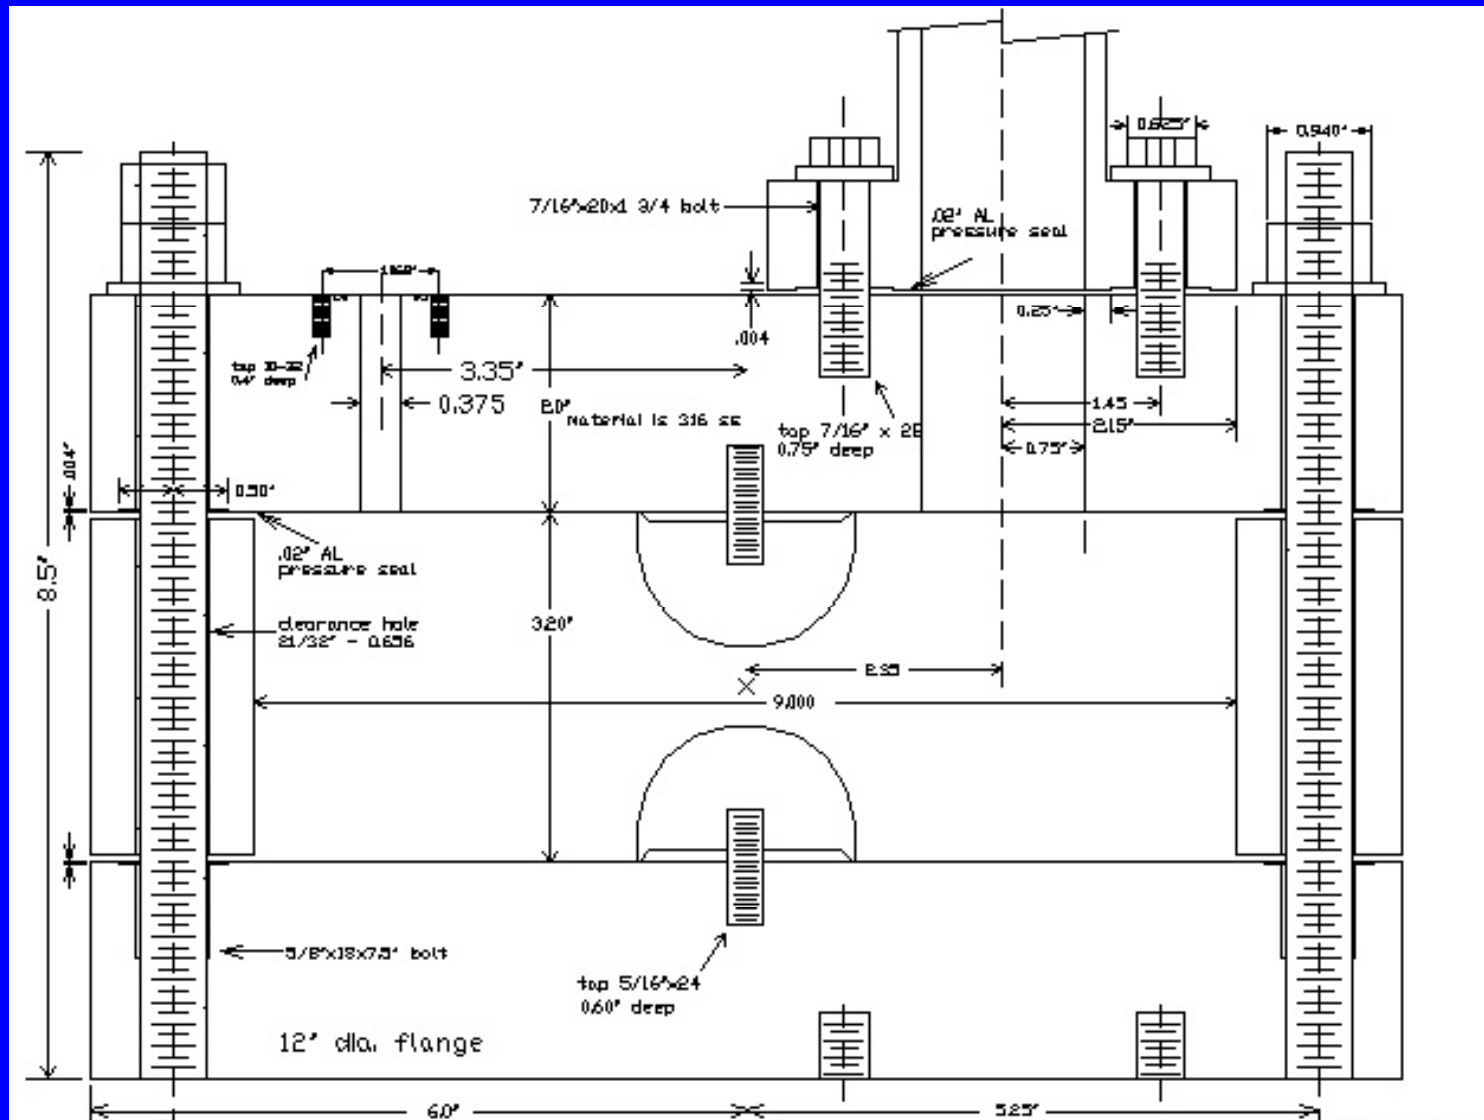 0.625"
0.940"
7/16"x20x1 3/4 bolt
.02" AL
pressure seal
0.25"
.004
tap 10-32
0.4" deep
3.35"
0.375
2.0"
Material is 316 ss
tap 7/16" x 20
0.75" deep
1.45
2.15"
0.75"
.004"
0.50"
.02" AL
pressure seal
8.5"
clearance hole
21/32" - 0.656
3.20"
2.35
9.000
5/8"x18x7.5" bolt
tap 5/16"x24
0.60" deep
12" dia. flange
6.0"
5.25"